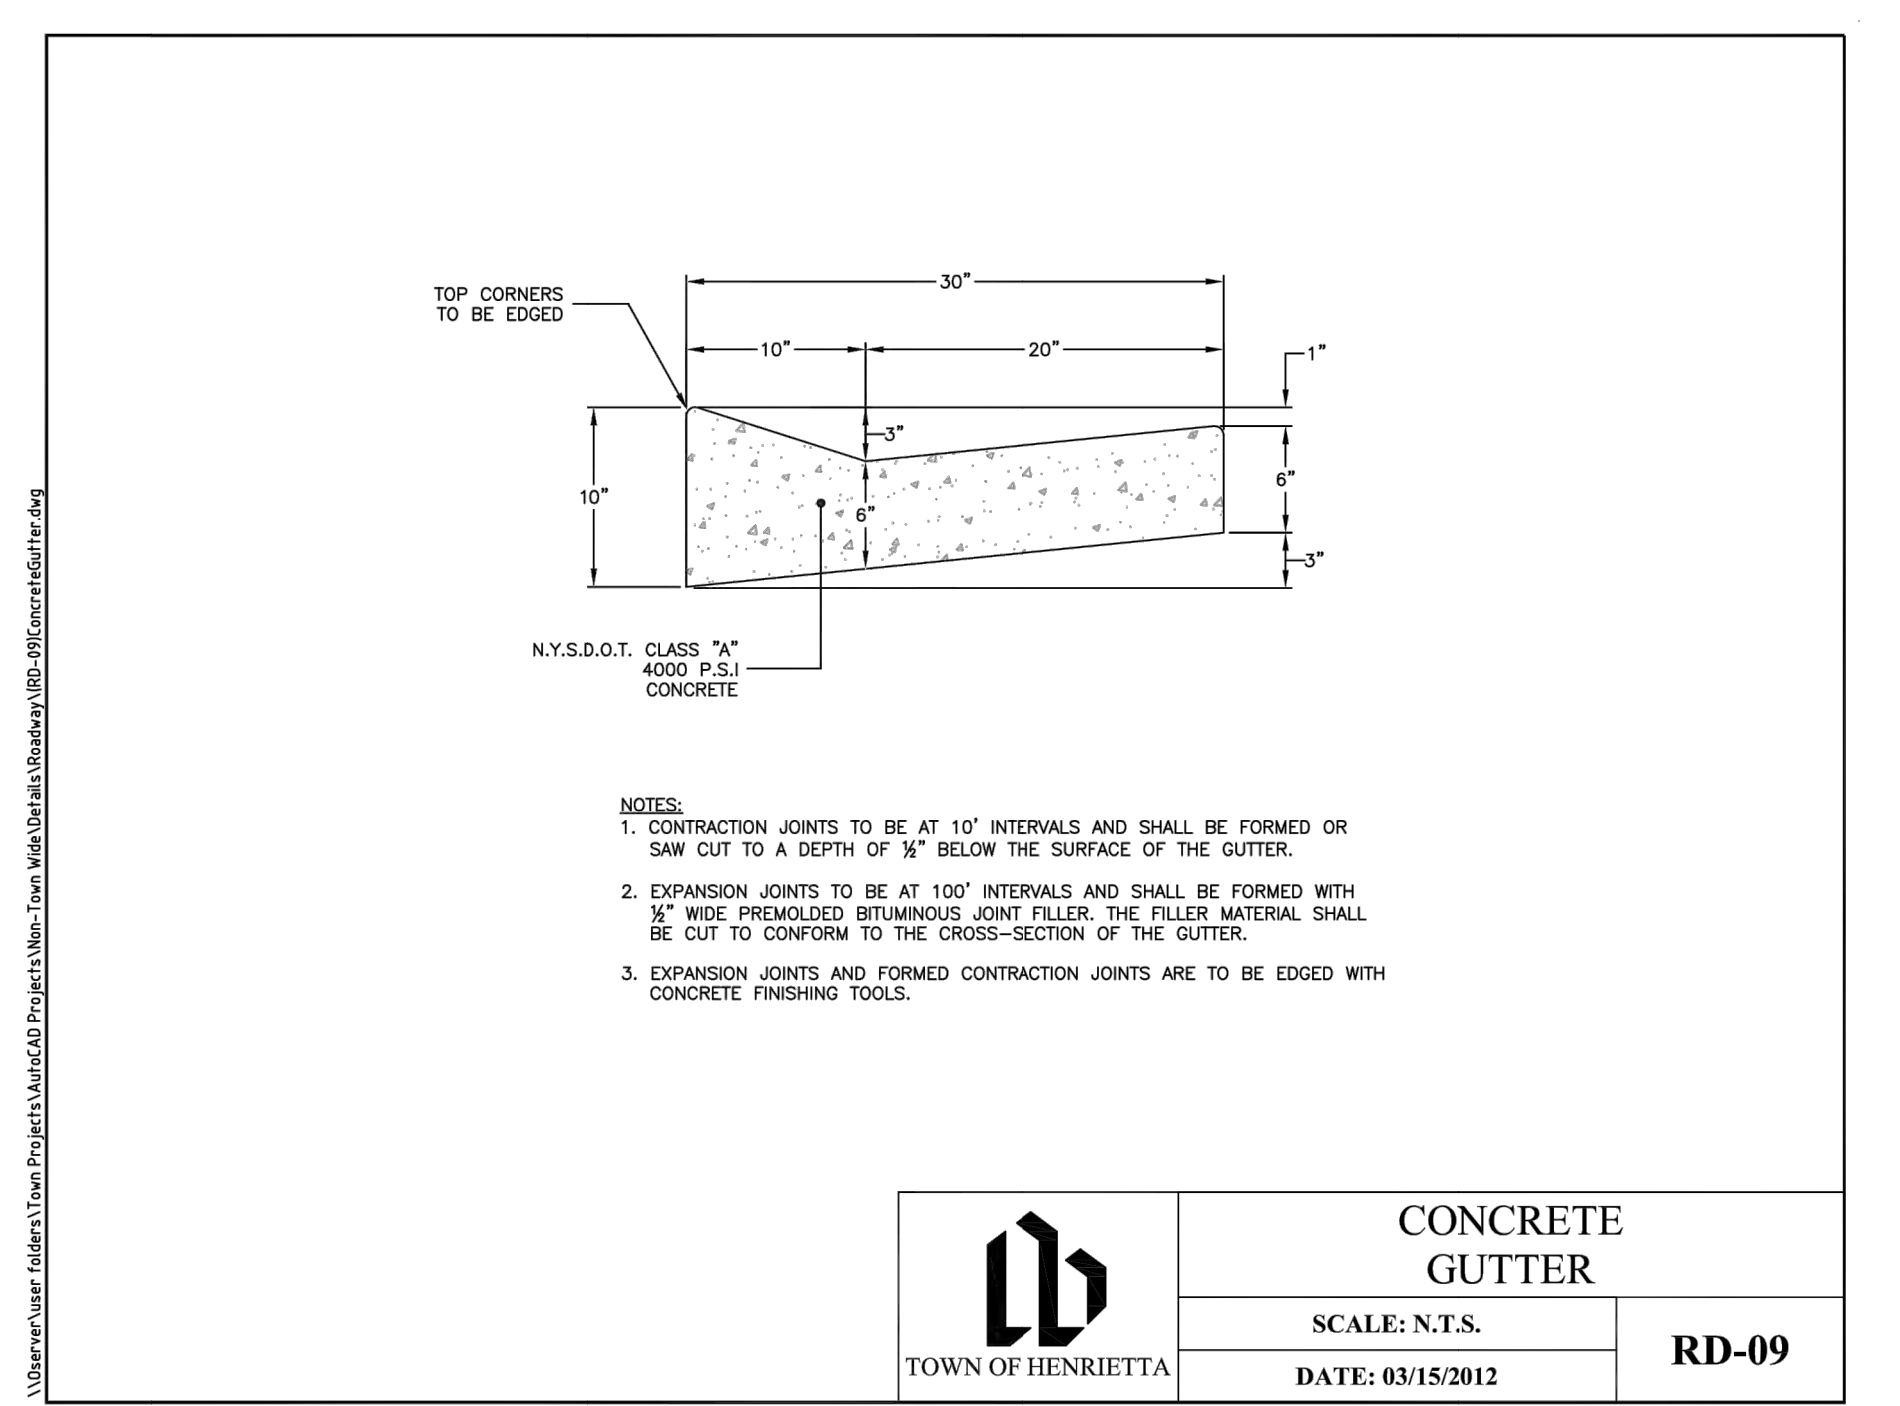 30”
TOP CORNERS
TO BE EDGED
10”
20”
1”
3”
10”
6”
6”
3”
N.Y.S.D.O.T. CLASS ”A”
4000 P.S.I
CONCRETE
NOTES:
1. CONTRACTION JOINTS TO BE AT 10’ INTERVALS AND SHALL BE FORMED OR
SAW CUT TO A DEPTH OF ½” BELOW THE SURFACE OF THE GUTTER.
2. EXPANSION JOINTS TO BE AT 100’ INTERVALS AND SHALL BE FORMED WITH
½” WIDE PREMOLDED BITUMINOUS JOINT FILLER. THE FILLER MATERIAL SHALL
BE CUT TO CONFORM TO THE CROSS–SECTION OF THE GUTTER.
3. EXPANSION JOINTS AND FORMED CONTRACTION JOINTS ARE TO BE EDGED WITH
CONCRETE FINISHING TOOLS.
\\0server\user folders\Town Projects\AutoCAD Projects\Non-Town Wide\Details\Roadway\(RD-09)ConcreteGutter.dwg
TOWN OF HENRIETTA
CONCRETE
GUTTER
SCALE: N.T.S.
DATE: 03/15/2012
RD-09